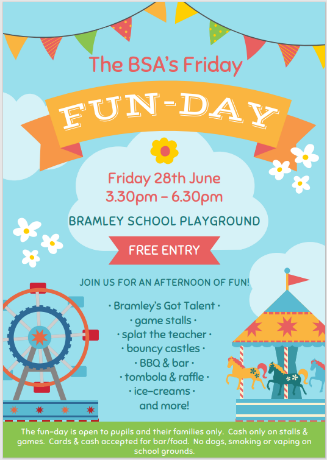 The BSA's Friday
FUN-DAY
Friday 28th June
3.30pm – 6.30pm
BRAMLEY SCHOOL PLAYGROUND
FREE ENTRY
JOIN US FOR AN AFTERNOON OF FUN!
· Bramley's Got Talent ·
· game stalls ·
· splat the teacher ·
· bouncy castles ·
· BBQ & bar ·
· tombola & raffle ·
· ice-creams ·
and more!
The fun-day is open to pupils and their families only. Cash only on stalls &
games. Cards & cash accepted for bar/food. No dogs, smoking or vaping on
school grounds.